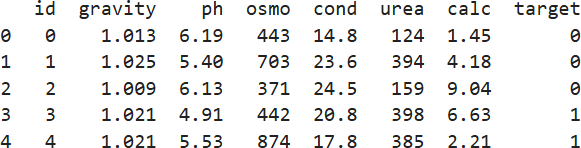 id gravity ph osmo cond urea calc target
0 0 1.013 6.19 443 14.8 124 1.45 0
1 1 1.025 5.40 703 23.6 394 4.18 0
2 2 1.009 6.13 371 24.5 159 9.04 0
3 3 1.021 4.91 442 20.8 398 6.63 1
4 4 1.021 5.53 874 17.8 385 2.21 1